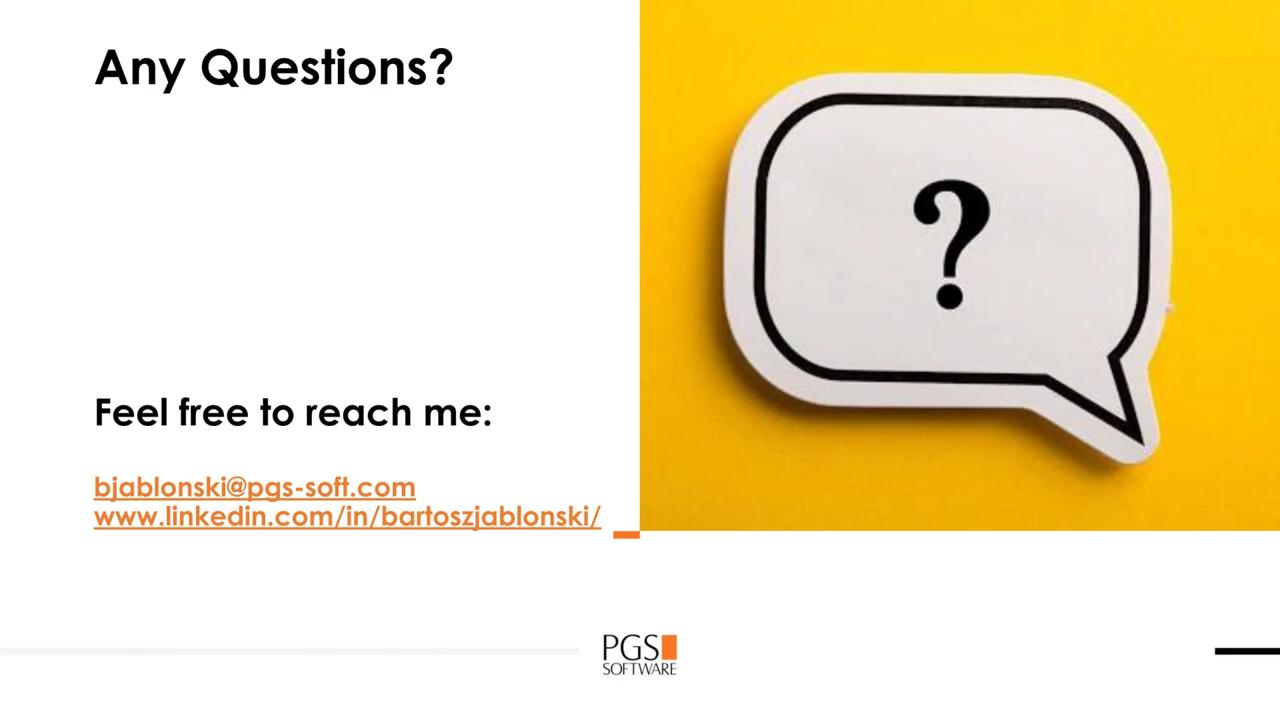 Any Questions?
?
Feel free to reach me:
bjablonski@pgs-soft.com
www.linkedin.com/in/bartoszjablonski/
PGS
SOFTWARE